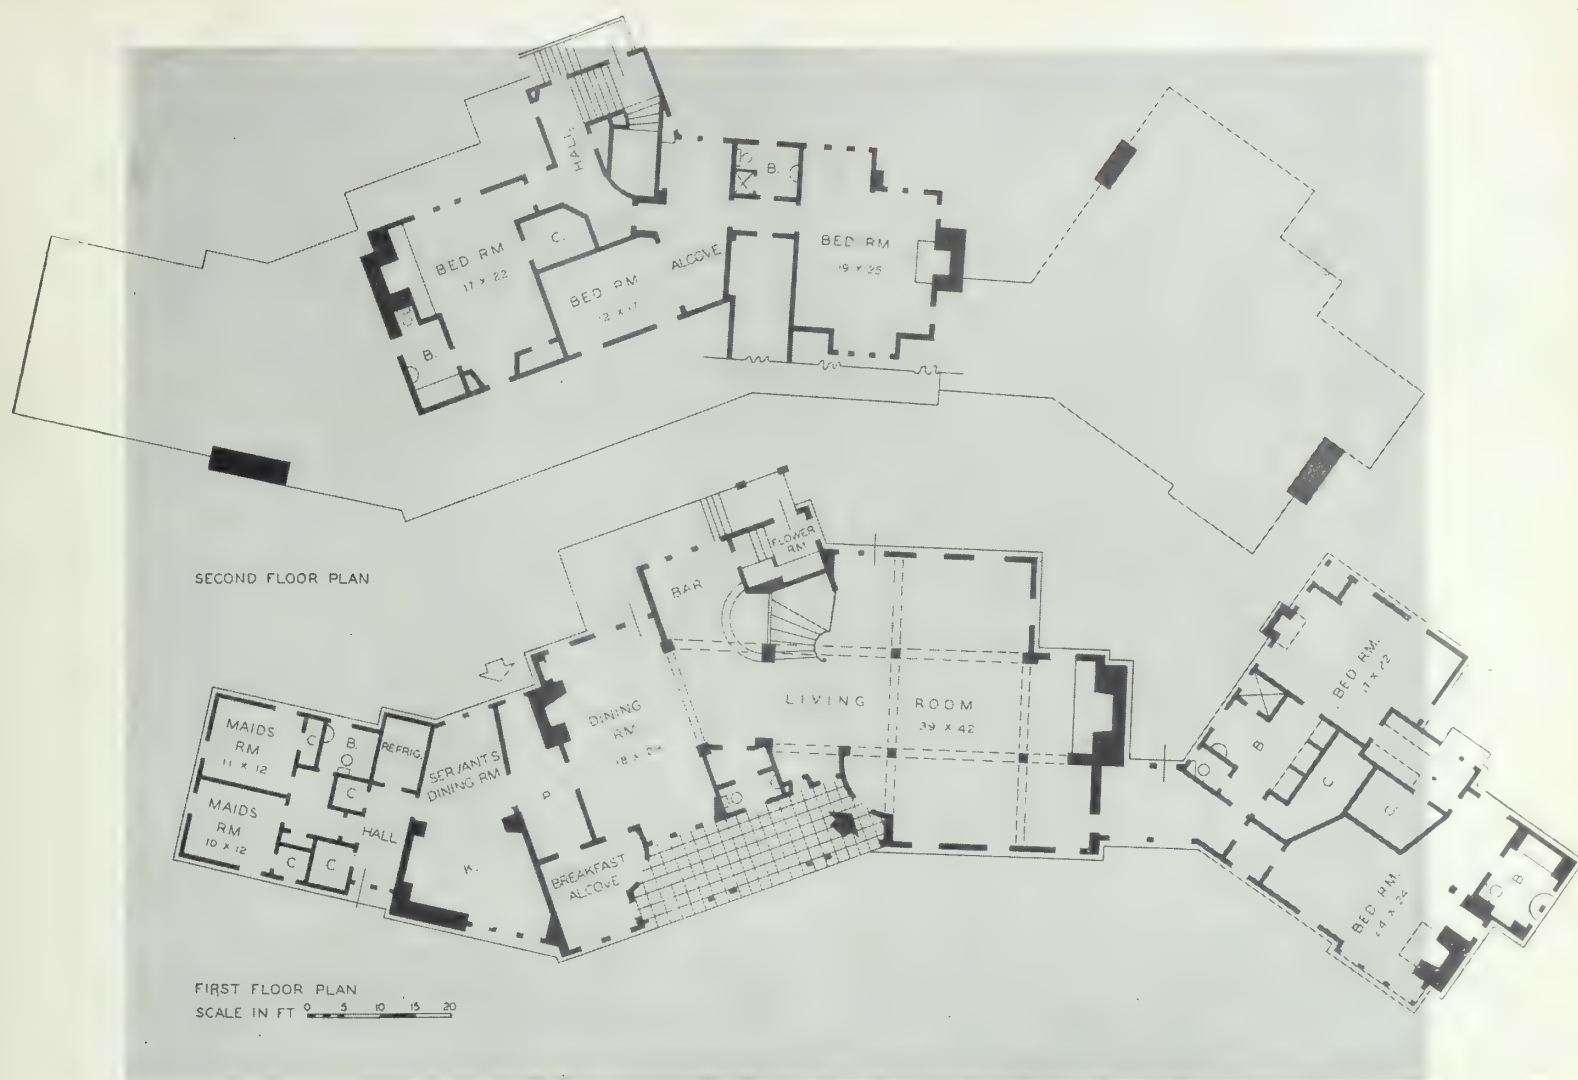 HALL
B.
BED RM
17 X 22
C.
BED RM
12 X 17
ALCOVE
BED RM
19 X 25
B.
SECOND FLOOR PLAN
FLOWER
RM
BAR
LIVING ROOM
39 X 42
DINING
RM
MAIDS
RM
11 X 12
C
B.
REFRIG.
C
SERVANTS
DINING RM
P.
MAIDS
RM
10 X 12
HALL
C
C
K.
BREAKFAST
ALCOVE
C
BED RM.
B
C
C.
BED RM.
B
FIRST FLOOR PLAN
SCALE IN FT 0 5 10 15 20